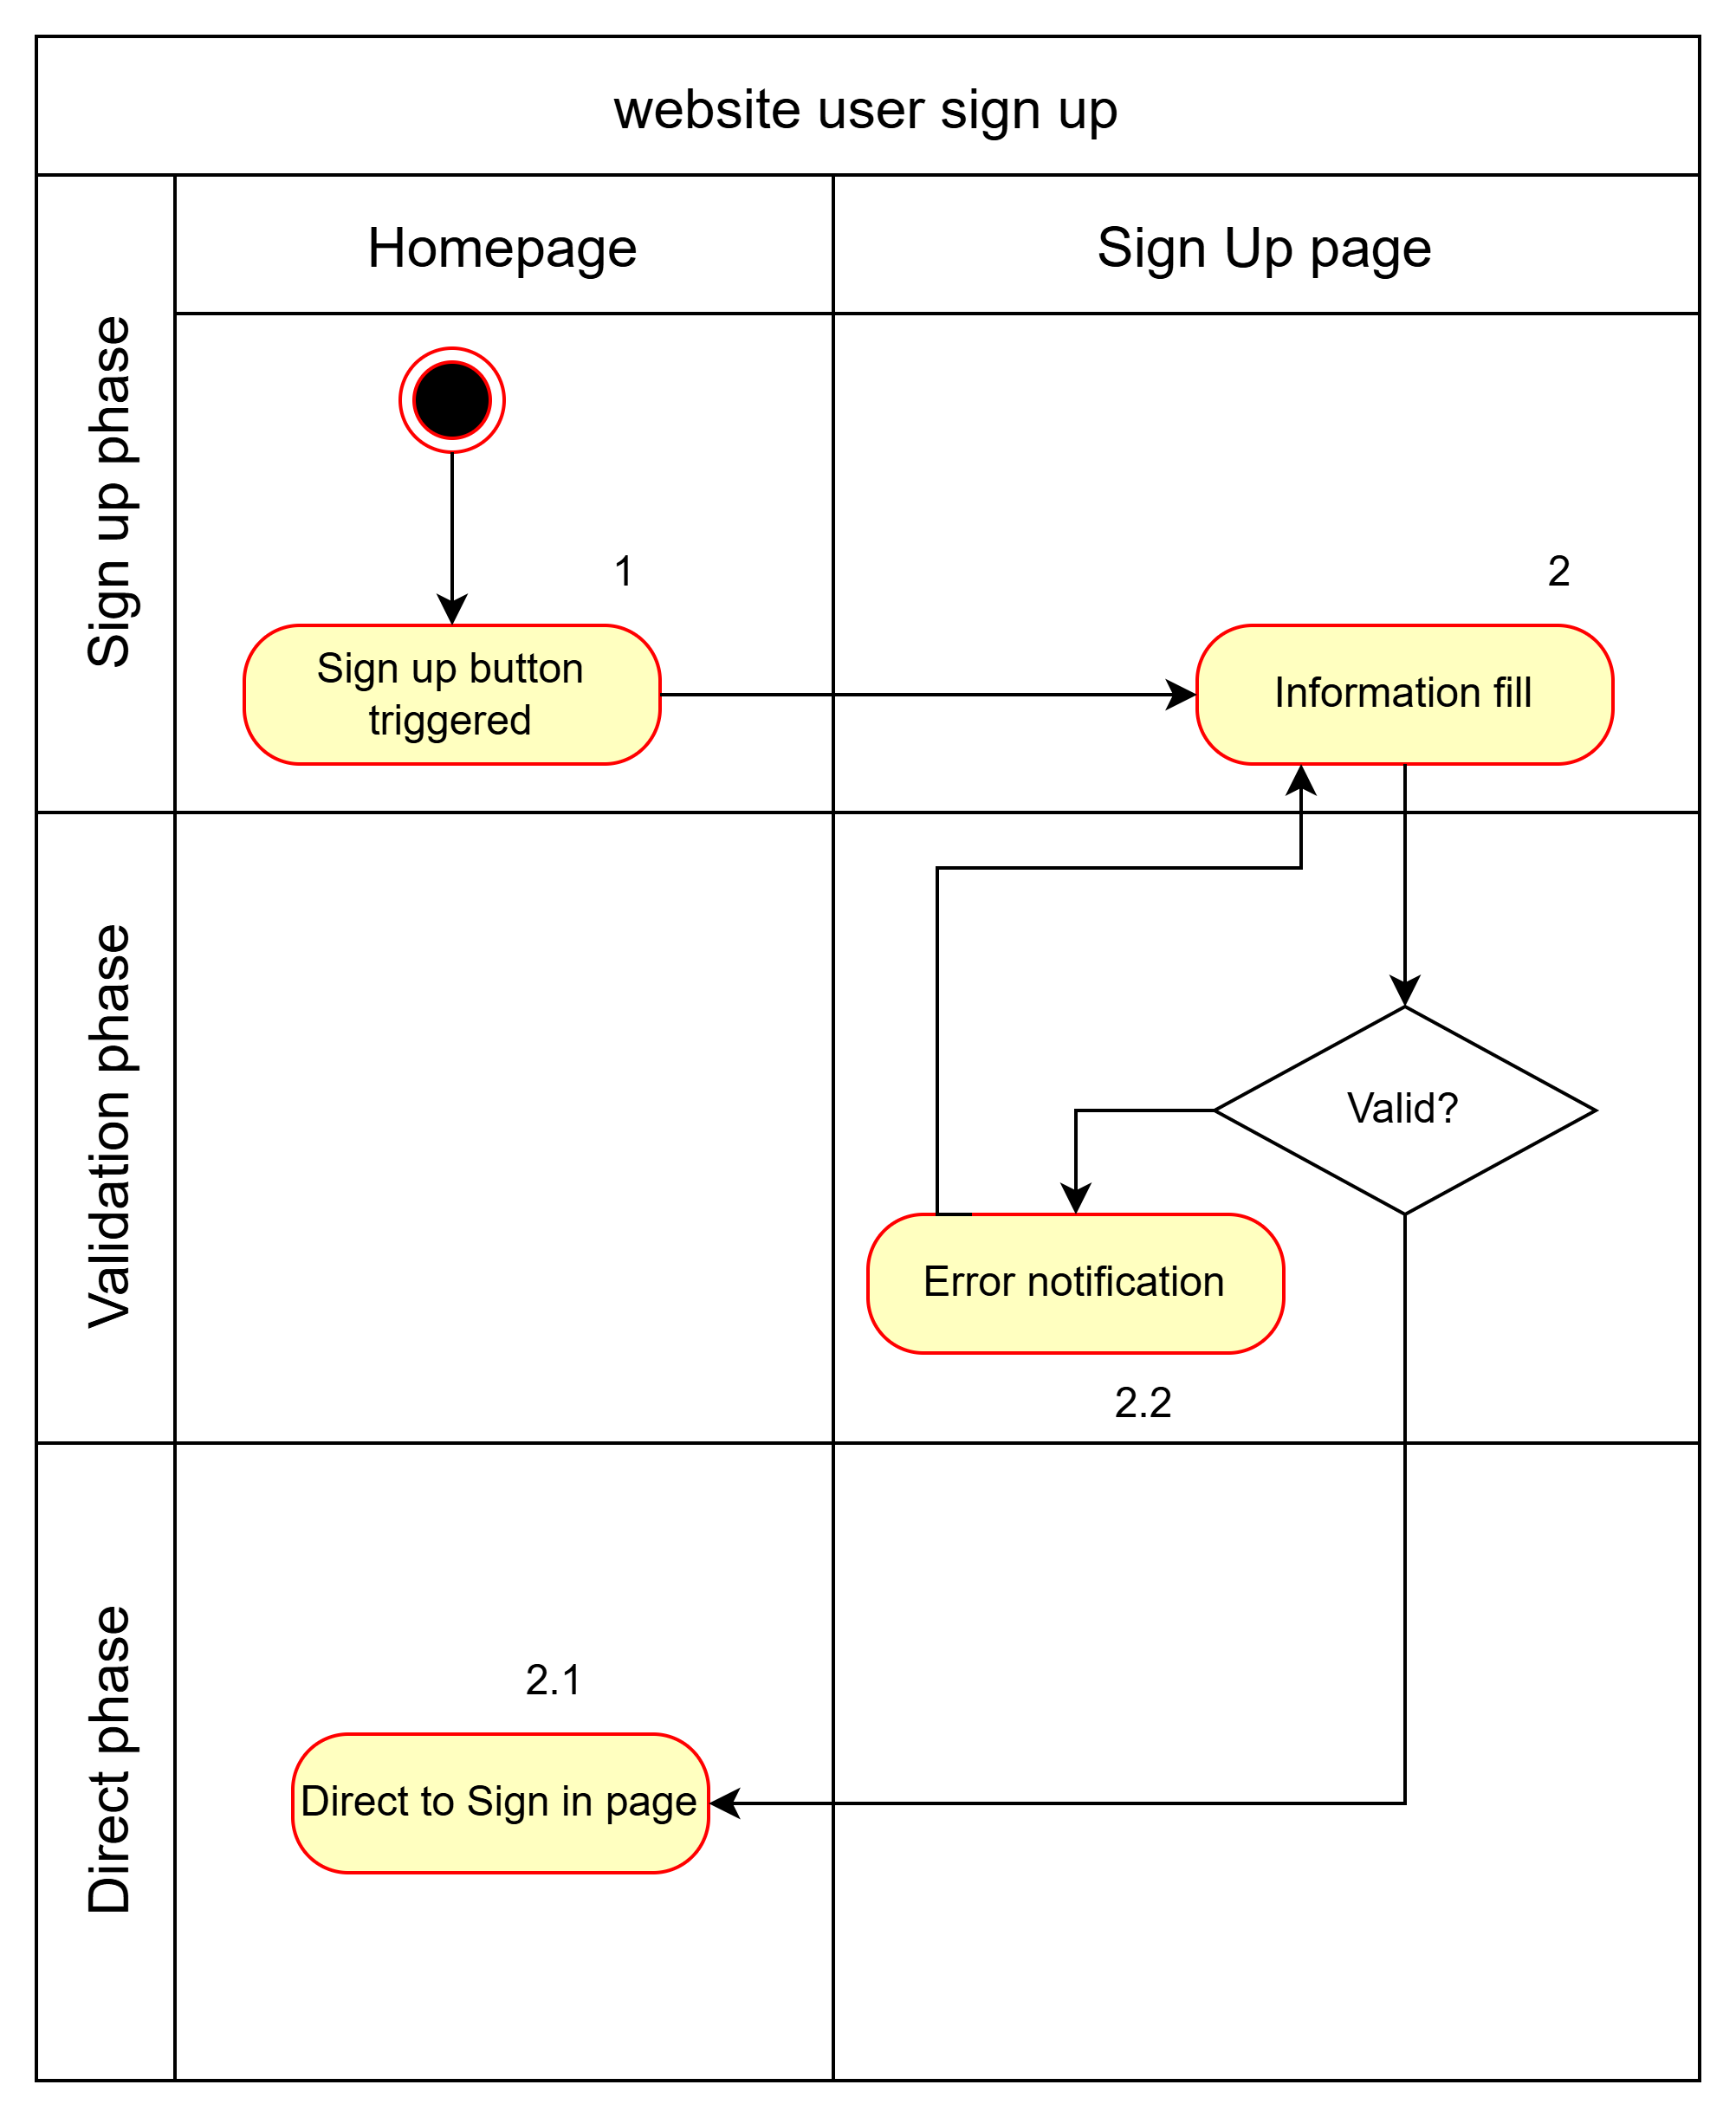 website user sign up
Homepage
Sign Up page
Sign up phase
1
2
Sign up button
triggered
Information fill
Validation phase
Valid?
Error notification
2.2
Direct phase
2.1
Direct to Sign in page